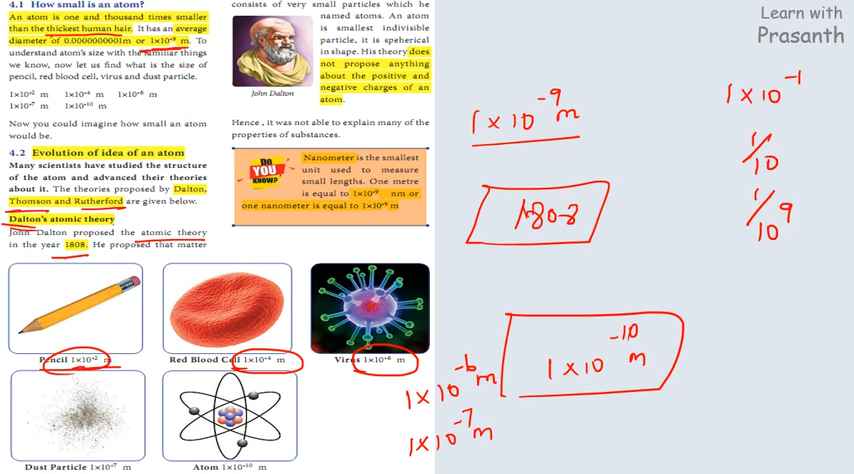 4.1 How small is an atom?
An atom is one and thousand times smaller
than the thickest human hair. It has an average
diameter of 0.000000001m or 1×10⁻⁹ m. To
understand atom's size with the familiar things
we know, now let us find what is the size of
pencil, red blood cell, virus and dust particle.
1×10⁻² m 1×10⁻⁴ m 1×10⁻⁶ m
1×10⁻⁷ m 1×10⁻¹⁰ m
Now you could imagine how small an atom
would be.
4.2 Evolution of idea of an atom
Many scientists have studied the structure
of the atom and advanced their theories
about it. The theories proposed by Dalton,
Thomson and Rutherford are given below.
Dalton's atomic theory
John Dalton proposed the atomic theory
in the year 1808. He proposed that matter
consists of very small particles which he
named atoms. An atom
is smallest indivisible
particle, it is speherical
in shape. His theory does
not propose anything
about the positive and
negative charges of an
atom.
John Dalton
Hence , it was not able to explain many of the
properties of substances.
Do
YOU
KNOW?
Nanometer is the smallest
unit used to measure
small lengths. One metre
is equal to 1×10⁻⁹ nm or
one nanometer is equal to 1×10⁻⁹ m
Pencil 1×10⁻² m
Red Blood Cell 1×10⁻⁴ m
Virus 1×10⁻⁶ m
Dust Particle 1×10⁻⁷ m
Atom 1×10⁻¹⁰ m
Learn with
Prasanth
1 × 10⁻⁹ m
1808
1 × 10⁻¹
1/10
1/10⁹
1 × 10⁻⁶ m
1 × 10⁻⁷ m
1 × 10⁻¹⁰ m